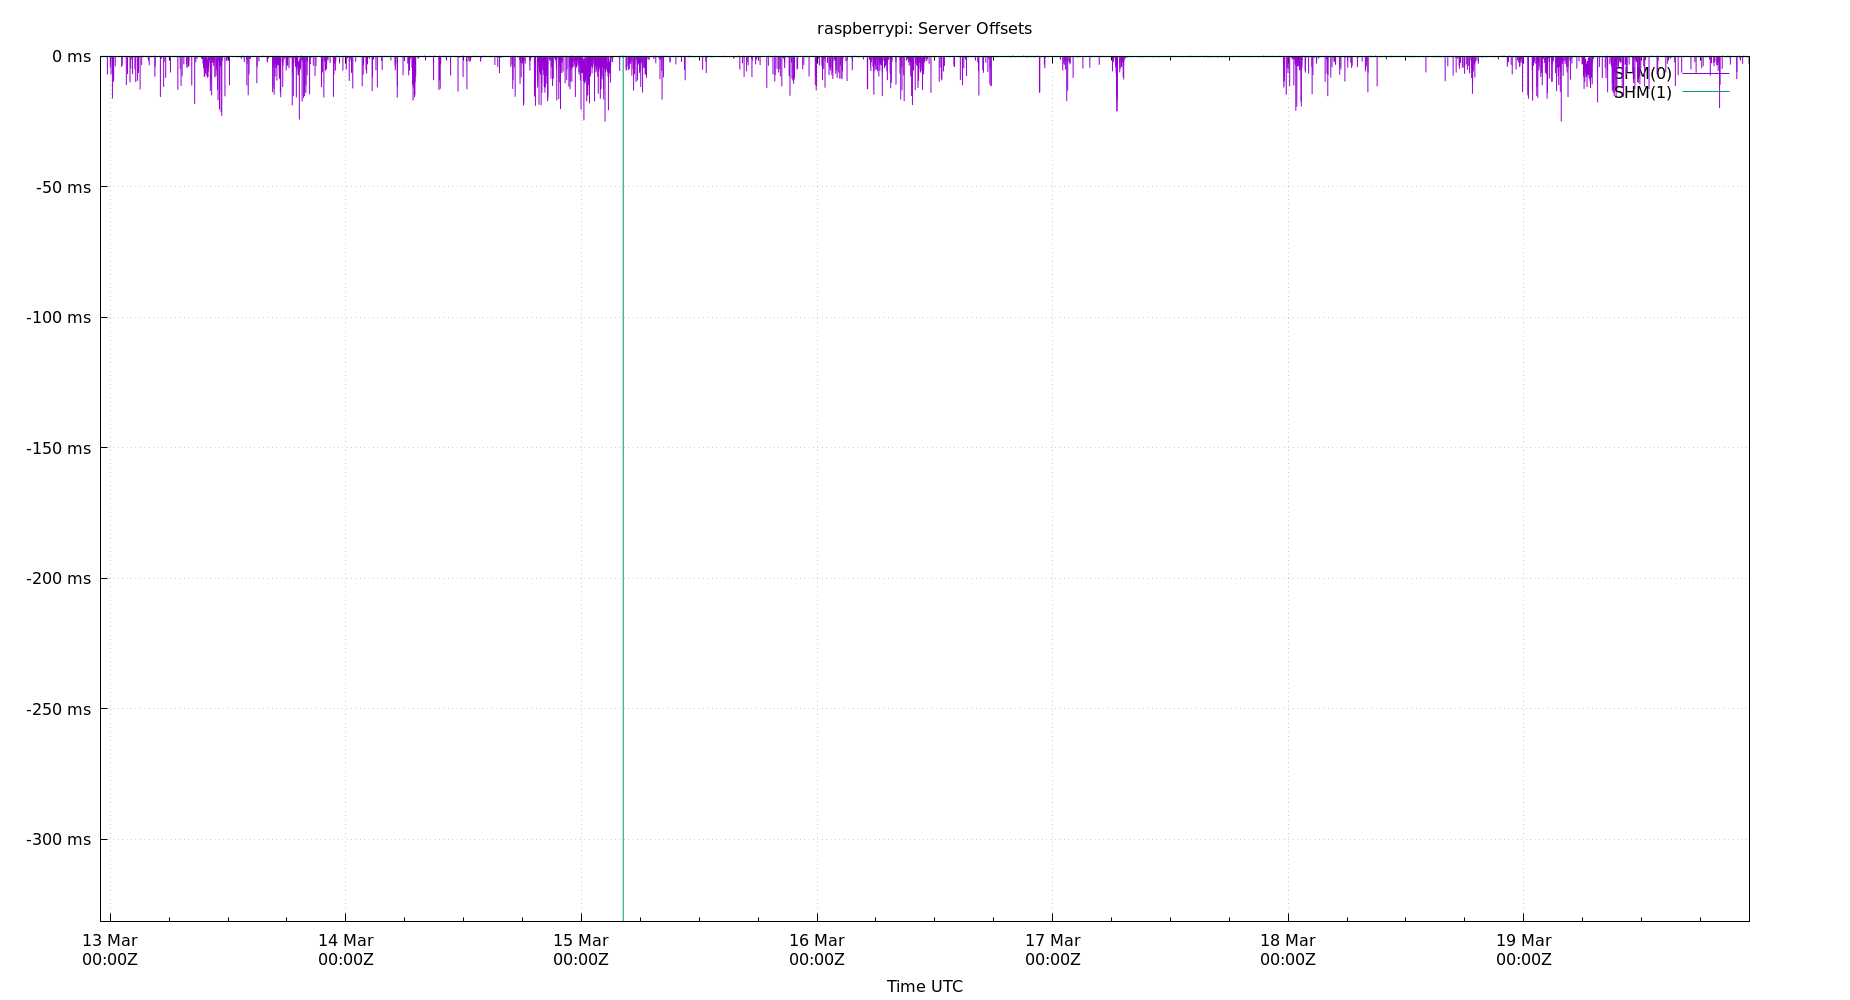 raspberrypi: Server Offsets
0 ms
SHM(0)
SHM(1)
-50 ms
-100 ms
-150 ms
-200 ms
-250 ms
-300 ms
13 Mar 14 Mar 15 Mar 16 Mar 17 Mar 18 Mar 19 Mar
00:00Z 00:00Z 00:00Z 00:00Z 00:00Z 00:00Z 00:00Z
Time UTC